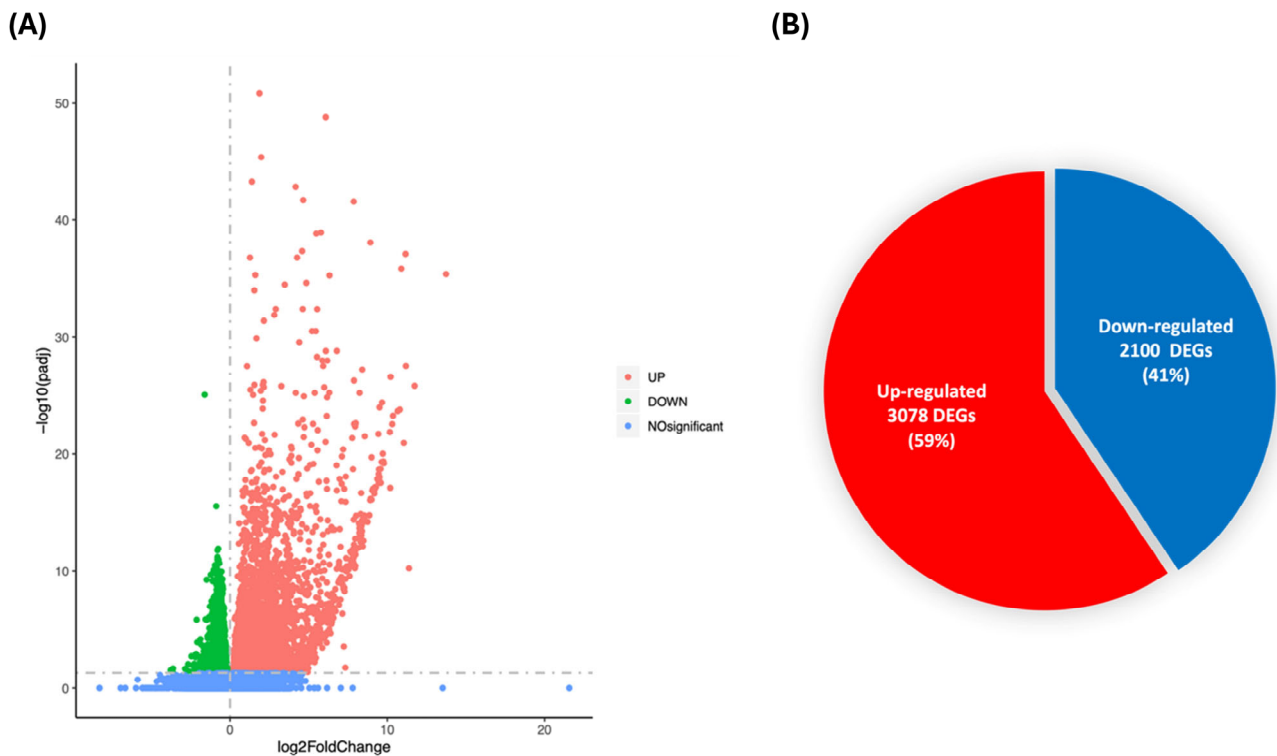 (A)
(B)
50
40
30
20
10
0
-log10(padj)
0
10
20
log2FoldChange
UP
DOWN
NOsignificant
Up-regulated
3078 DEGs
(59%)
Down-regulated
2100 DEGs
(41%)